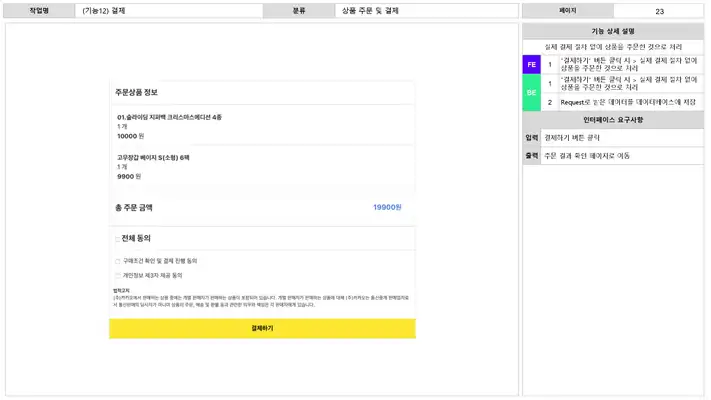 작업명 (기능12) 결제 분류 상품 주문 및 결제 페이지 23
주문상품 정보
01.슬라이딩 지퍼백 크리스마스에디션 4종
1 개
10000 원
고무장갑 베이지 S(소형) 6팩
1 개
9900 원
총 주문 금액 19900원
전체 동의
구매조건 확인 및 결제 진행 동의
개인정보 제3자 제공 동의
법적고지
(주)카카오에서 판매하는 상품 중에는 개별 판매자가 판매하는 상품이 포함되어 있습니다. 개별 판매자가 판매하는 상품에 대해 (주)카카오는 통신중개 판매업자로
서 통신판매의 당사자가 아니며 상품의 주문, 배송 및 환불 등과 관련한 의무와 책임은 각 판매자에게 있습니다.
결제하기
기능 상세 설명
실제 결제 절차 없이 상품을 주문한 것으로 처리
FE 1 '결제하기' 버튼 클릭 시 > 실제 결제 절차 없이
상품을 주문한 것으로 처리
BE 1 '결제하기' 버튼 클릭 시 > 실제 결제 절차 없이
상품을 주문한 것으로 처리
2 Request로 받은 데이터를 데이터베이스에 저장
인터페이스 요구사항
입력 결제하기 버튼 클릭
출력 주문 결과 확인 페이지로 이동